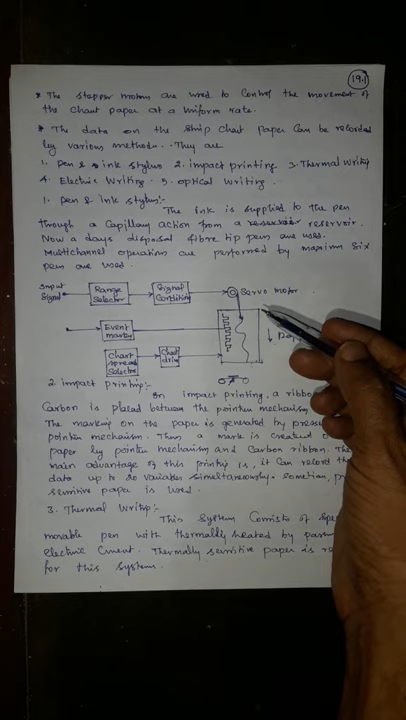 19.1
* The stepper motors are used to control the movement of
the chart paper at a uniform rate.
* The data on the strip chart paper can be recorded
by various methods. They are
1. Pen & ink stylus 2. impact printing 3. Thermal writing
4. Electric writing. 5. optical writing.
1. Pen & ink stylus:-
The ink is supplied to the pen
through a capillary action from a reservoir.
Now a days disposal fibre tip pens are used.
Multichannel operations are performed by maximum six
pens are used.
Input Signal
Range Selector
Signal Condition
Servo motor
Event marker
Chart speed selector
Chart drive
2. impact printing:-
In impact printing, a
Carbon is placed between the pointer mechanism
The marking on the paper is generated by
pointer mechanism. Thus a mark is created
paper by pointer mechanism and carbon ribbon. The
main advantage of this printing is, it can record the
data up to 20 variables simultaneously.
sensitive paper is used.
3. Thermal writing:-
This system consists of
movable pen with thermally heated by
electric current. Thermally sensitive paper is
for this system.